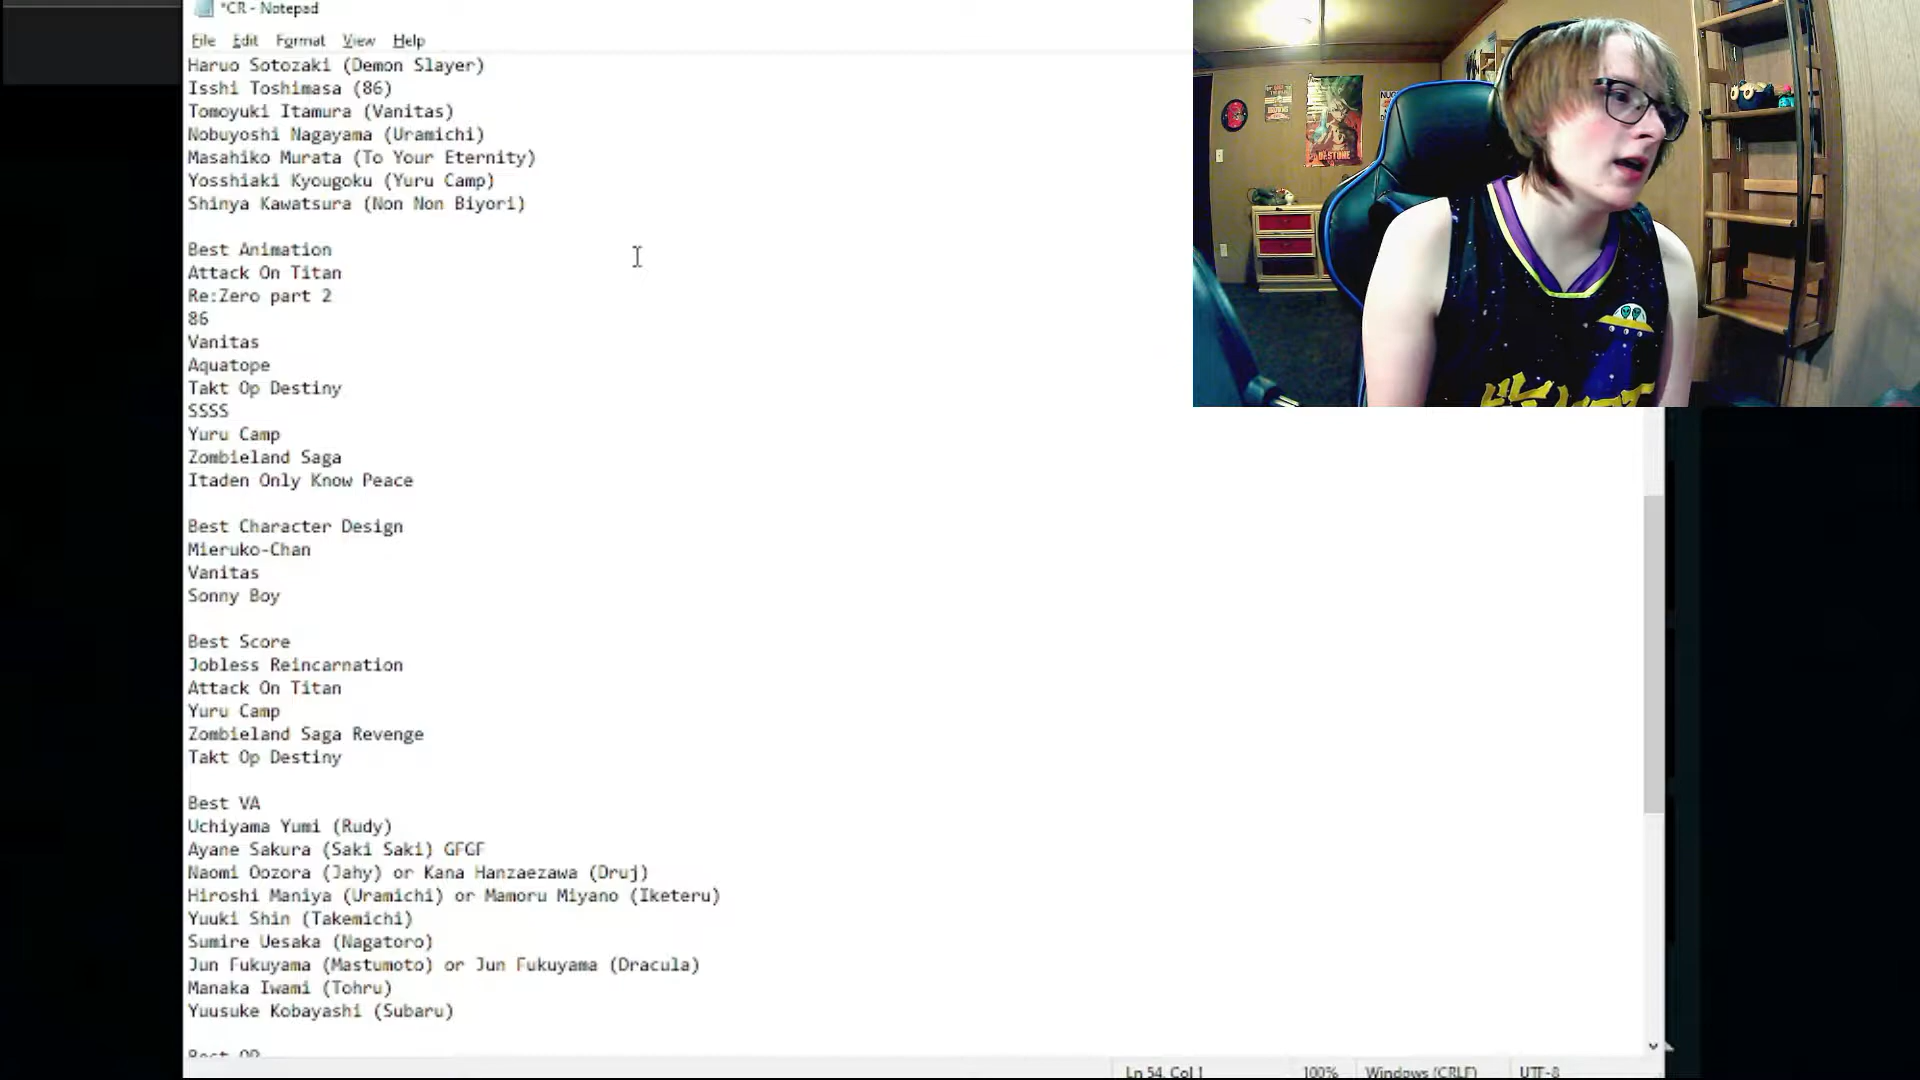 *CR - Notepad
File Edit Format View Help
Haruo Sotozaki (Demon Slayer)
Isshi Toshimasa (86)
Tomoyuki Itamura (Vanitas)
Nobuyoshi Nagayama (Uramichi)
Masahiko Murata (To Your Eternity)
Yosshiaki Kyougoku (Yuru Camp)
Shinya Kawatsura (Non Non Biyori)
Best Animation
Attack On Titan
Re:Zero part 2
86
Vanitas
Aquatope
Takt Op Destiny
SSSS
Yuru Camp
Zombieland Saga
Itaden Only Know Peace
Best Character Design
Mieruko-Chan
Vanitas
Sonny Boy
Best Score
Jobless Reincarnation
Attack On Titan
Yuru Camp
Zombieland Saga Revenge
Takt Op Destiny
Best VA
Uchiyama Yumi (Rudy)
Ayane Sakura (Saki Saki) GFGF
Naomi Oozora (Jahy) or Kana Hanzaezawa (Druj)
Hiroshi Maniya (Uramichi) or Mamoru Miyano (Iketeru)
Yuuki Shin (Takemichi)
Sumire Uesaka (Nagatoro)
Jun Fukuyama (Mastumoto) or Jun Fukuyama (Dracula)
Manaka Iwami (Tohru)
Yuusuke Kobayashi (Subaru)
Best OP
Ln 54, Col 1 100% Windows (CRLF) UTF-8
Dr.STONE